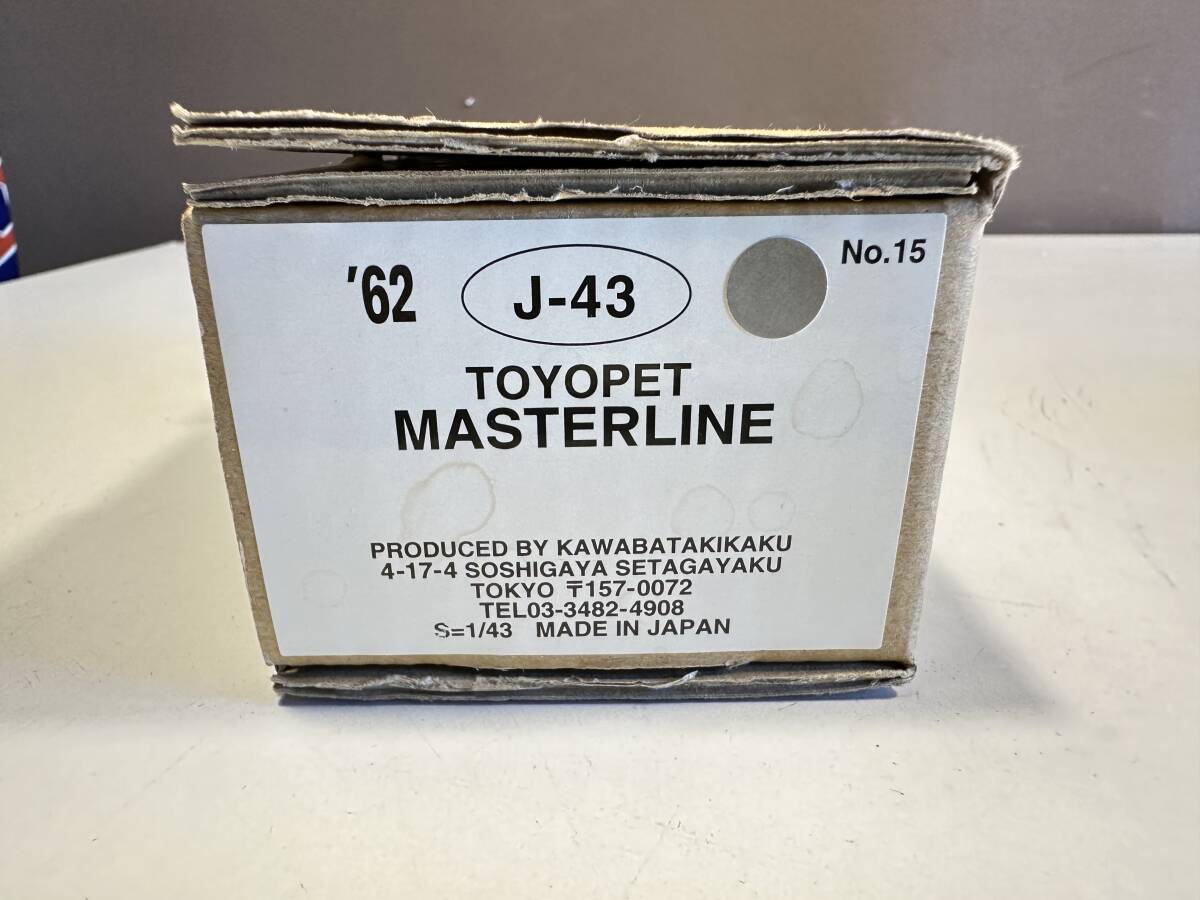 '62 J-43 No.15
TOYOPET
MASTERLINE
PRODUCED BY KAWABATAKIKAKU
4-17-4 SOSHIGAYA SETAGAYAKU
TOKYO 〒157-0072
TEL03-3482-4908
S=1/43 MADE IN JAPAN